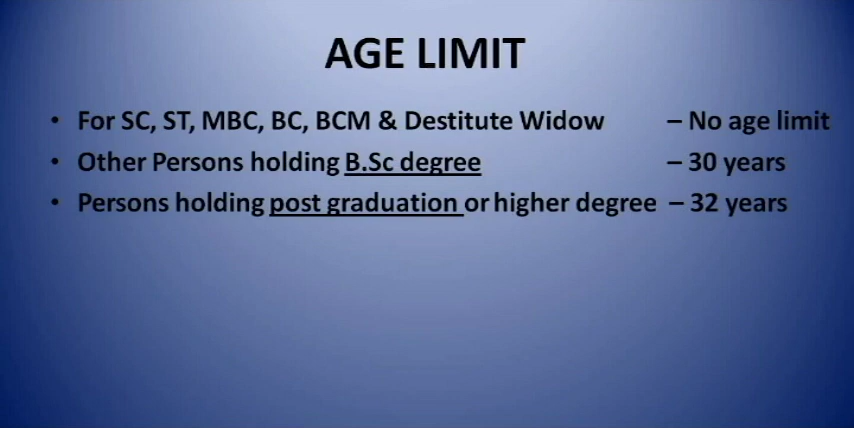 AGE LIMIT
• For SC, ST, MBC, BC, BCM & Destitute Widow – No age limit
• Other Persons holding B.Sc degree – 30 years
• Persons holding post graduation or higher degree – 32 years